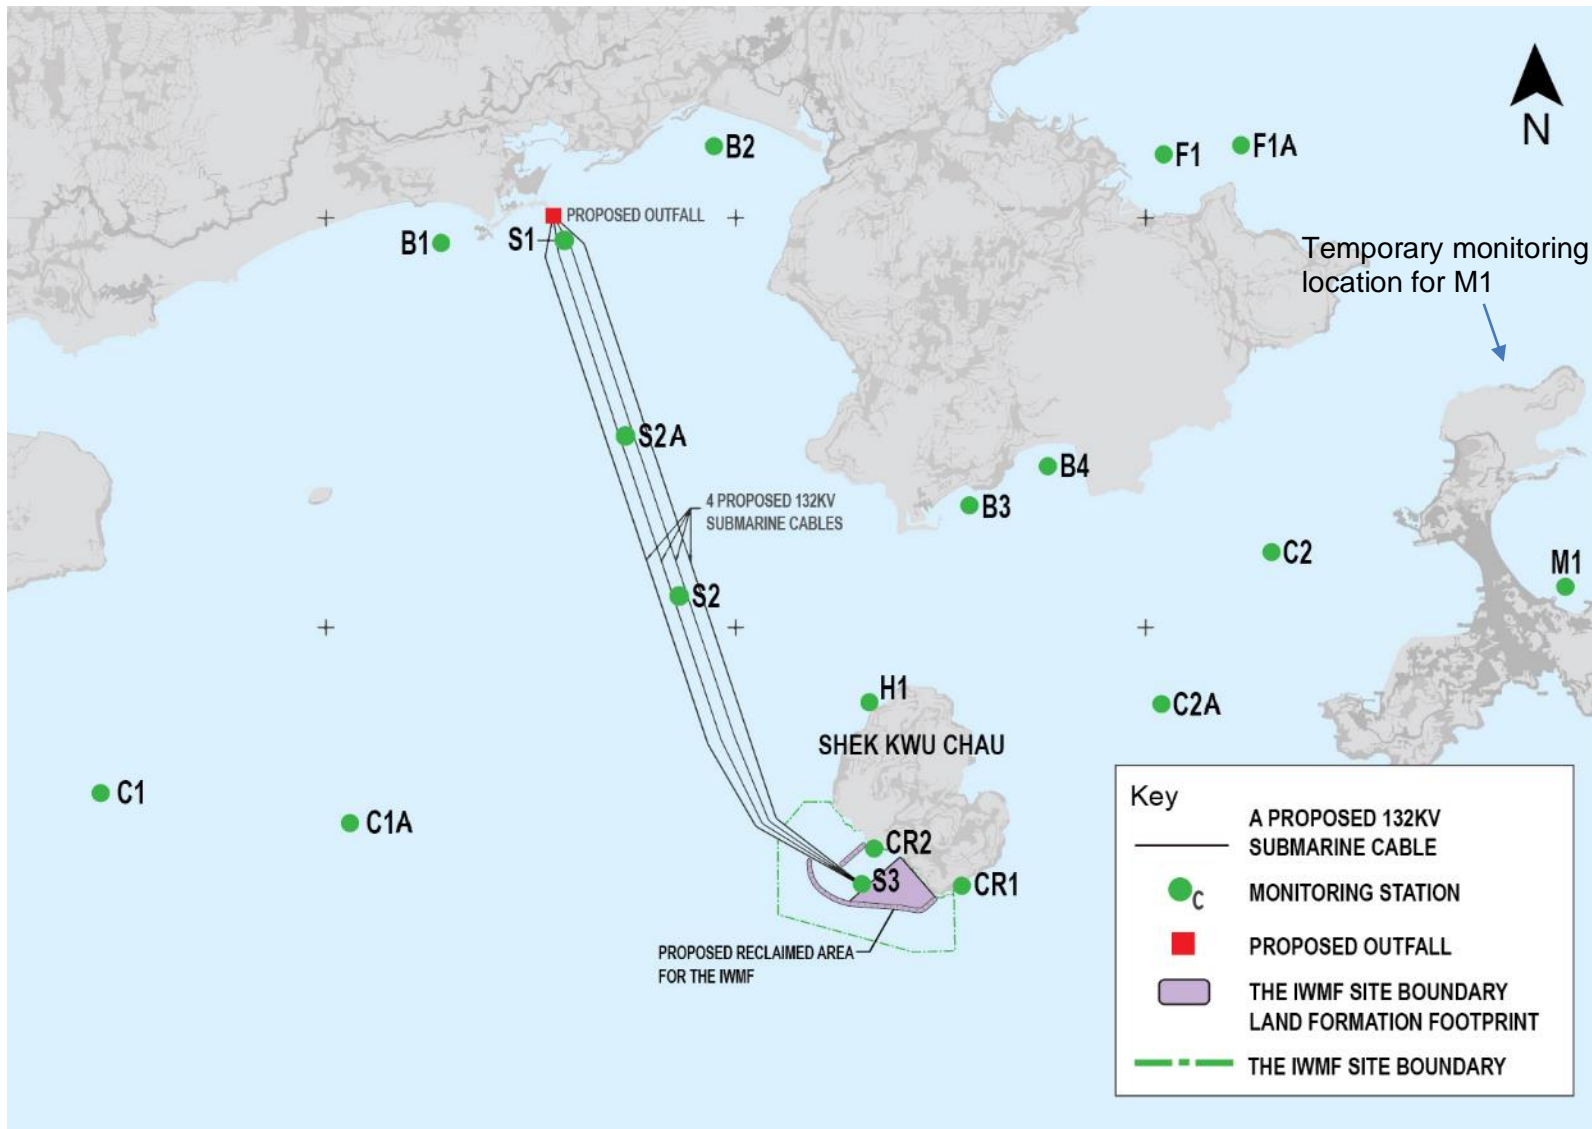 N
B2
F1
F1A
PROPOSED OUTFALL
B1
S1
Temporary monitoring
location for M1
S2A
B4
4 PROPOSED 132KV
SUBMARINE CABLES
B3
C2
M1
S2
H1
C2A
SHEK KWU CHAU
C1
C1A
CR2
S3
CR1
PROPOSED RECLAIMED AREA
FOR THE IWMF
Key
A PROPOSED 132KV
SUBMARINE CABLE
C
MONITORING STATION
PROPOSED OUTFALL
THE IWMF SITE BOUNDARY
LAND FORMATION FOOTPRINT
THE IWMF SITE BOUNDARY